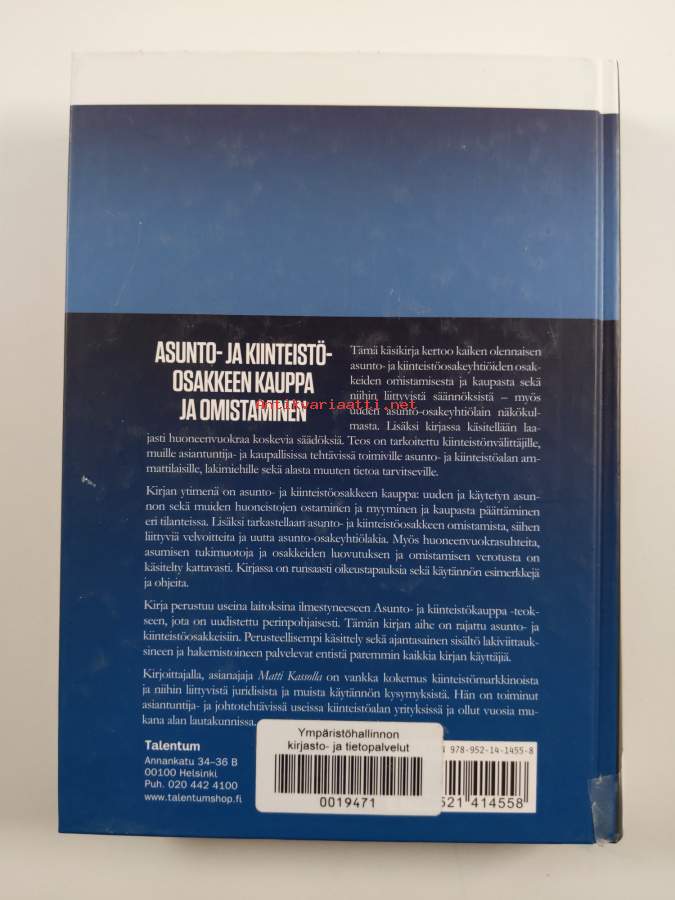 ASUNTO- JA KIINTEISTÖ-
OSAKKEEN KAUPPA
JA OMISTAMINEN
Tämä käsikirja kertoo kaiken olennaisen
asunto- ja kiinteistöosakeyhtiöiden osak-
keiden omistamisesta ja kaupasta sekä
niihin liittyvistä säännöksistä – myös
uuden asunto-osakeyhtiölain näkökul-
masta. Lisäksi kirjassa käsitellään laa-
jasti huoneenvuokraa koskevia säädöksiä. Teos on tarkoitettu kiinteistönvälittäjille,
muille asiantuntija- ja kaupallisissa tehtävissä toimiville asunto- ja kiinteistöalan am-
mattilaisille, lakimiehille sekä alasta muuten tietoa tarvitseville.
Kirjan ytimenä on asunto- ja kiinteistöosakkeen kauppa: uuden ja käytetyn asun-
non sekä muiden huoneistojen ostaminen ja myyminen ja kaupasta päättäminen
eri tilanteissa. Lisäksi tarkastellaan asunto- ja kiinteistöosakkeen omistamista, siihen
liittyviä velvoitteita ja uutta asunto-osakeyhtiölakia. Myös huoneenvuokrasuhteita,
asumisen tukimuotoja ja osakkeiden luovutuksen ja omistamisen verotusta on
käsitelty kattavasti. Kirjassa on runsaasti oikeustapauksia sekä käytännön esimerkkejä
ja ohjeita.
Kirja perustuu useina laitoksina ilmestyneeseen Asunto- ja kiinteistökauppa -teok-
seen, jota on uudistettu perinpohjaisesti. Tämän kirjan aihe on rajattu asunto- ja
kiinteistöosakkeisiin. Perusteellisempi käsittely sekä ajantasainen sisältö lakiviittauk-
sineen ja hakemistoineen palvelevat entistä paremmin kaikkia kirjan käyttäjiä.
Kirjoittajalla, asianajaja Matti Kasso­lla on vankka kokemus kiinteistömarkkinoista
ja niihin liittyvistä juridisista ja muista käytännön kysymyksistä. Hän on toiminut
asiantuntija- ja johtotehtävissä useissa kiinteistöalan yrityksissä ja ollut vuosia mu-
kana alan lautakunnissa.
Talentum
Annankatu 34–36 B
00100 Helsinki
Puh. 020 442 4100
www.talentumshop.fi
Ympäristöhallinnon
kirjasto- ja tietopalvelut
0019471
N 978-952-14-1455-8
521 414558
Antikvariaatti.net